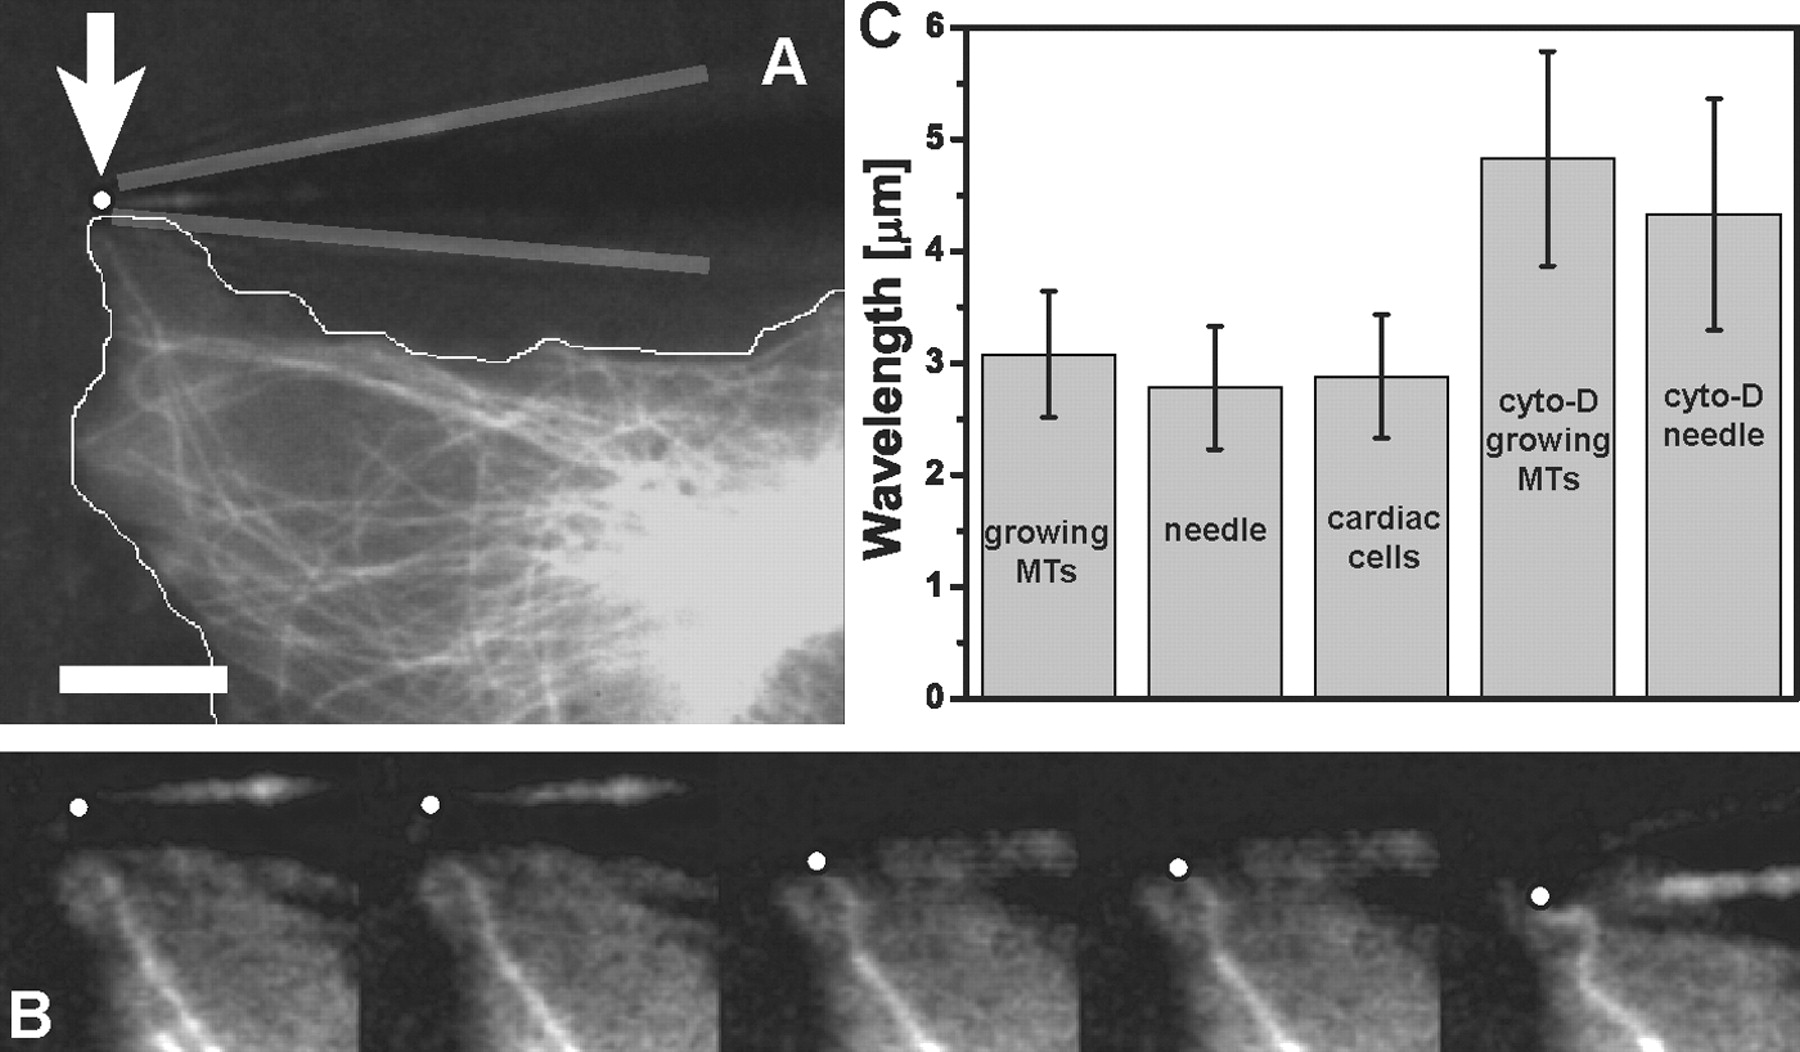 A
C
Wavelength [µm]
6
5
4
3
2
1
0
growing
MTs
needle
cardiac
cells
cyto-D
growing
MTs
cyto-D
needle
B